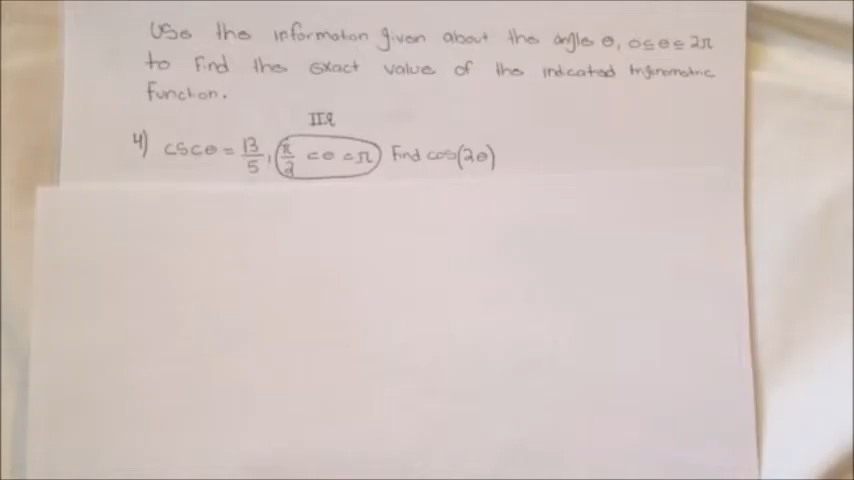 Use the information given about the angle θ, 0≤θ≤2π
to find the exact value of the indicated trigonometric
function.
IIQ
4) cscθ = 13/5, π/2 <θ <π Find cos(2θ)